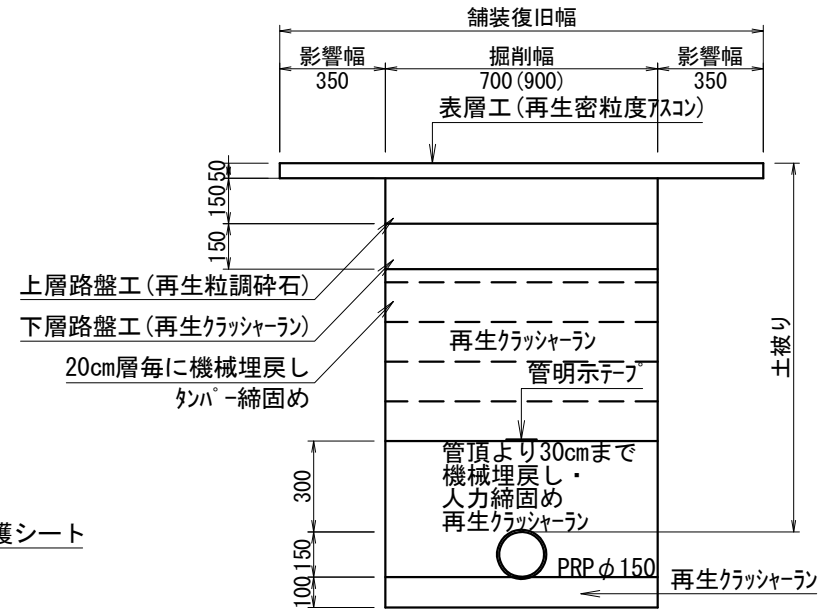 舗装復旧幅
影響幅
掘削幅
影響幅
350
700(900)
350
表層工(再生密粒度ｱｽｺﾝ)
50
150
150
上層路盤工(再生粒調砕石)
下層路盤工(再生ｸﾗｯｼｬｰﾗﾝ)
20cm層毎に機械埋戻し
ﾀﾝﾊﾟｰ締固め
再生ｸﾗｯｼｬｰﾗﾝ
管明示ﾃｰﾌﾟ
土被り
管頂より30cmまで
機械埋戻し・
人力締固め
再生ｸﾗｯｼｬｰﾗﾝ
300
護シート
150
PRPφ150
100
再生ｸﾗｯｼｬｰﾗﾝ